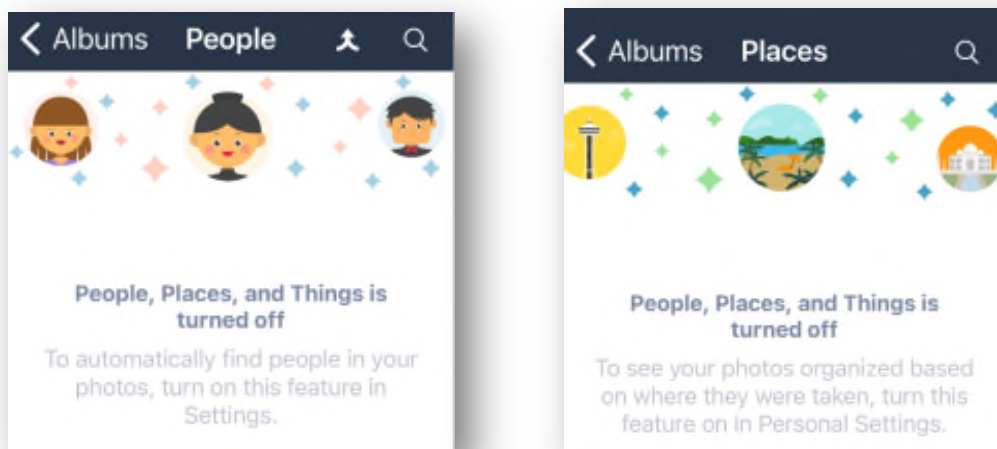 Albums People
People, Places, and Things is
turned off
To automatically find people in your
photos, turn on this feature in
Settings.
Albums Places
People, Places, and Things is
turned off
To see your photos organized based
on where they were taken, turn this
feature on in Personal Settings.